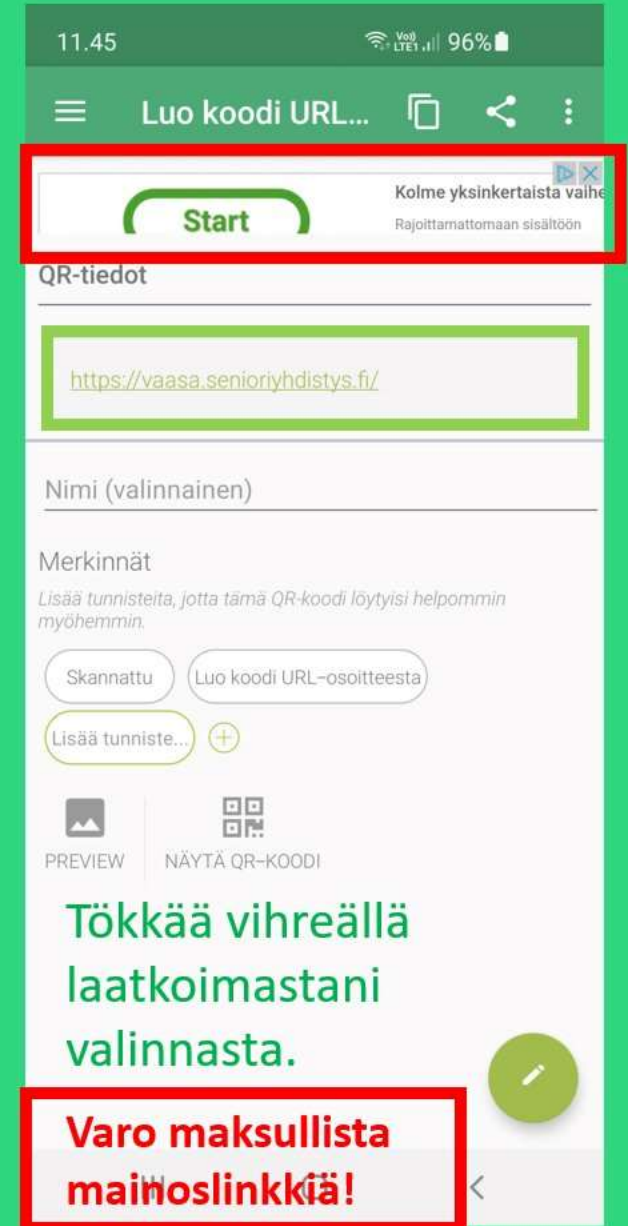 11.45 Vo)) LTE1 96%
Luo koodi URL...
Start
Kolme yksinkertaista vaihe
Rajoittamattomaan sisältöön
QR-tiedot
https://vaasa.senioriyhdistys.fi/
Nimi (valinnainen)
Merkinnät
Lisää tunnisteita, jotta tämä QR-koodi löytyisi helpommin
myöhemmin.
Skannattu Luo koodi URL-osoitteesta
Lisää tunniste...
PREVIEW NÄYTÄ QR-KOODI
Tökkää vihreällä
laatkoimastani
valinnasta.
Varo maksullista
mainoslinkkiä!